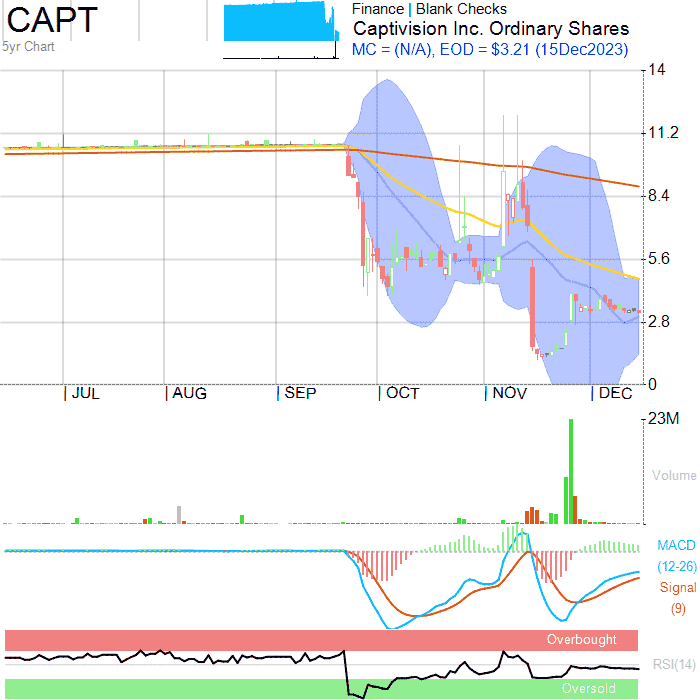 CAPT
Finance | Blank Checks
Captivision Inc. Ordinary Shares
5yr Chart
MC = (N/A), EOD = $3.21 (15Dec2023)
14
11.2
8.4
5.6
2.8
0
JUL AUG SEP OCT NOV DEC
23M
Volume
MACD
(12-26)
Signal
(9)
Overbought
RSI(14)
Oversold